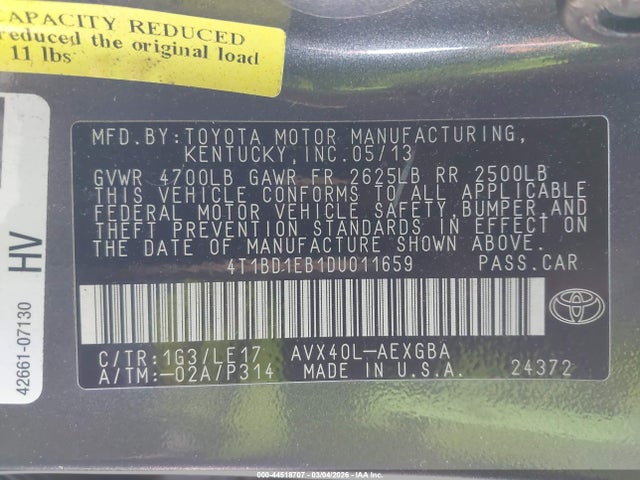 CAPACITY REDUCED
reduced the original load
11 lbs
HV
42661-07130
MFD.BY:TOYOTA MOTOR MANUFACTURING,
KENTUCKY,INC.05/13
GVWR 4700LB GAWR FR 2625LB RR 2500LB
THIS VEHICLE CONFORMS TO ALL APPLICABLE
FEDERAL MOTOR VEHICLE SAFETY,BUMPER,AND
THEFT PREVENTION STANDARDS IN EFFECT ON
THE DATE OF MANUFACTURE SHOWN ABOVE.
4T1BD1EB1DU011659 PASS.CAR
C/TR:1G3/LE17 AVX40L-AEXGBA
A/TM:-02A/P314 MADE IN U.S.A. 24372
TOYOTA
(© 44518707 - 03/04/2026 - IAAI.COM)